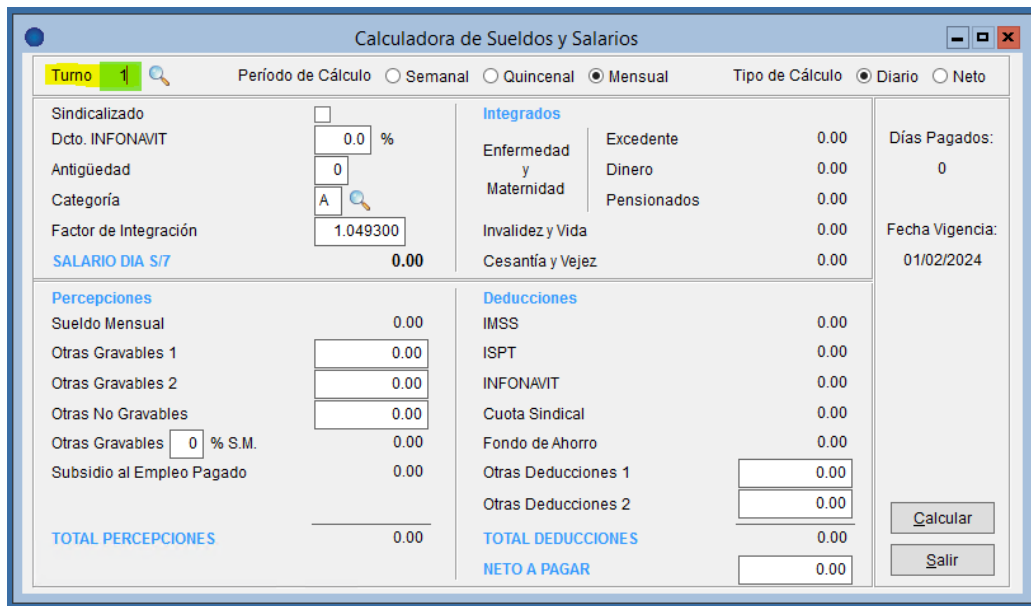 Calculadora de Sueldos y Salarios
Turno 1 Período de Cálculo Semanal Quincenal Mensual Tipo de Cálculo Diario Neto
Sindicalizado
Dcto. INFONAVIT 0.0 %
Antigüedad 0
Categoría A
Factor de Integración 1.049300
SALARIO DIA S/7 0.00
Integrados
Enfermedad
y
Maternidad
Excedente 0.00
Dinero 0.00
Pensionados 0.00
Invalidez y Vida 0.00
Cesantía y Vejez 0.00
Días Pagados:
0
Fecha Vigencia:
01/02/2024
Percepciones
Sueldo Mensual 0.00
Otras Gravables 1 0.00
Otras Gravables 2 0.00
Otras No Gravables 0.00
Otras Gravables 0 % S.M. 0.00
Subsidio al Empleo Pagado 0.00
TOTAL PERCEPCIONES 0.00
Deducciones
IMSS 0.00
ISPT 0.00
INFONAVIT 0.00
Cuota Sindical 0.00
Fondo de Ahorro 0.00
Otras Deducciones 1 0.00
Otras Deducciones 2 0.00
TOTAL DEDUCCIONES 0.00
NETO A PAGAR 0.00
Calcular
Salir